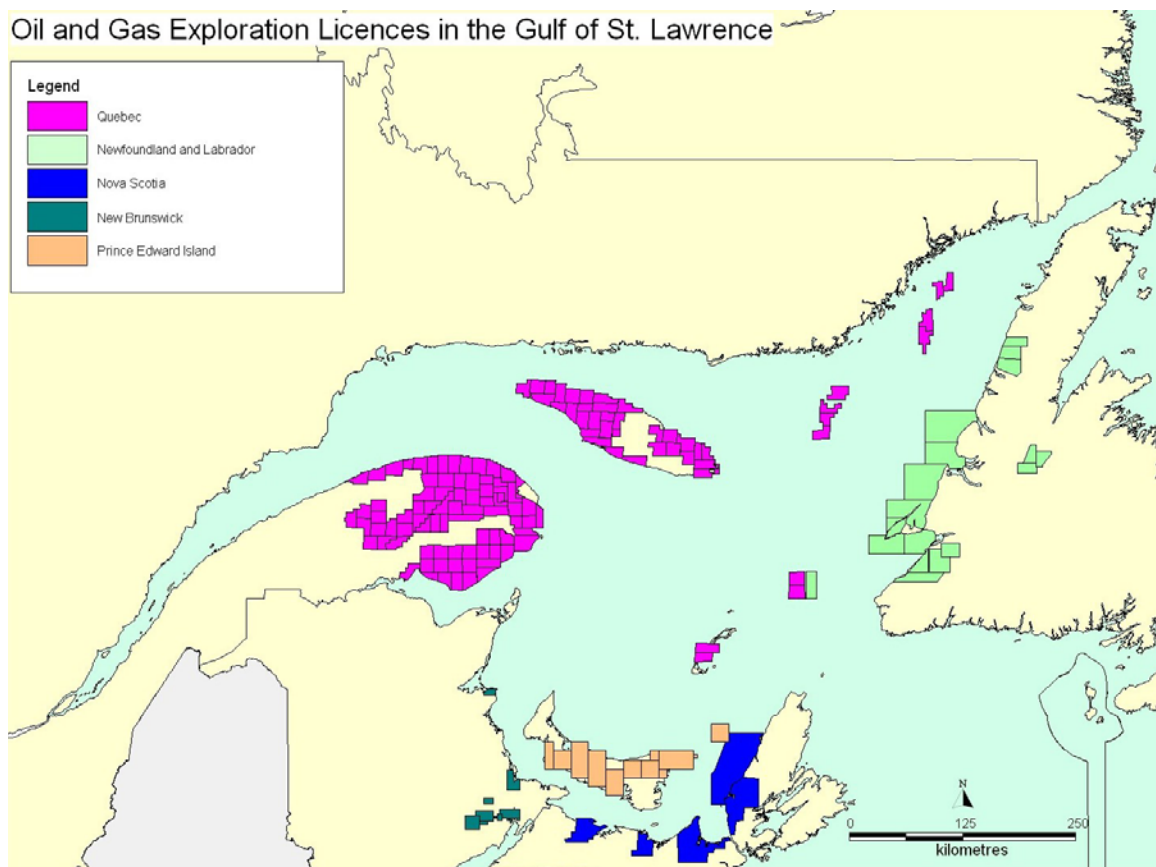 Oil and Gas Exploration Licences in the Gulf of St. Lawrence
Legend
Quebec
Newfoundland and Labrador
Nova Scotia
New Brunswick
Prince Edward Island
N
0 125 250
kilometres